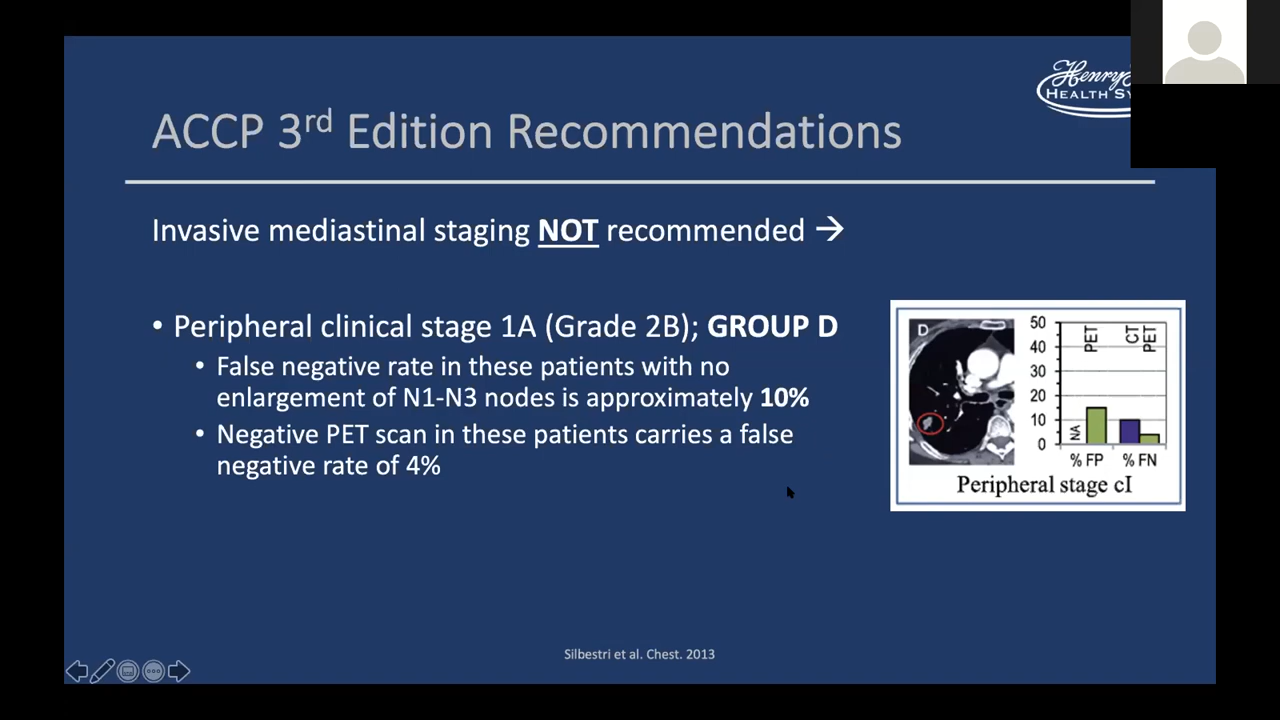 Henry
HEALTH SY
ACCP 3rd Edition Recommendations
Invasive mediastinal staging NOT recommended →
• Peripheral clinical stage 1A (Grade 2B); GROUP D
• False negative rate in these patients with no
enlargement of N1-N3 nodes is approximately 10%
• Negative PET scan in these patients carries a false
negative rate of 4%
D
50
40
30
20
10
0
PET
CT
PET
NA
% FP
% FN
Peripheral stage cI
Silbestri et al. Chest. 2013